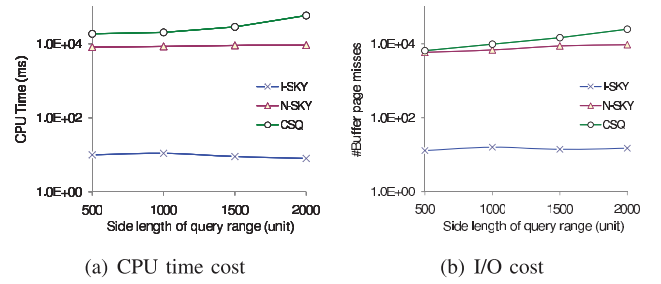 CPU Time (ms)
1.0E+04
1.0E+02
1.0E+00
I-SKY
N-SKY
CSQ
500 1000 1500 2000
Side length of query range (unit)
(a) CPU time cost
#Buffer page misses
1.0E+04
1.0E+02
1.0E+00
I-SKY
N-SKY
CSQ
500 1000 1500 2000
Side length of query range (unit)
(b) I/O cost